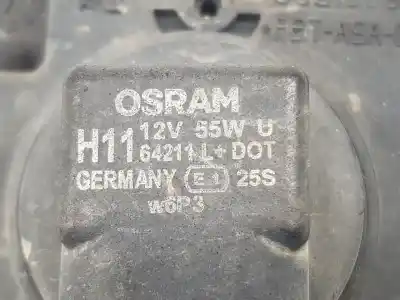 OSRAM
H11 12V 55W U
64211 L+ DOT
GERMANY E1 25S
w6P3